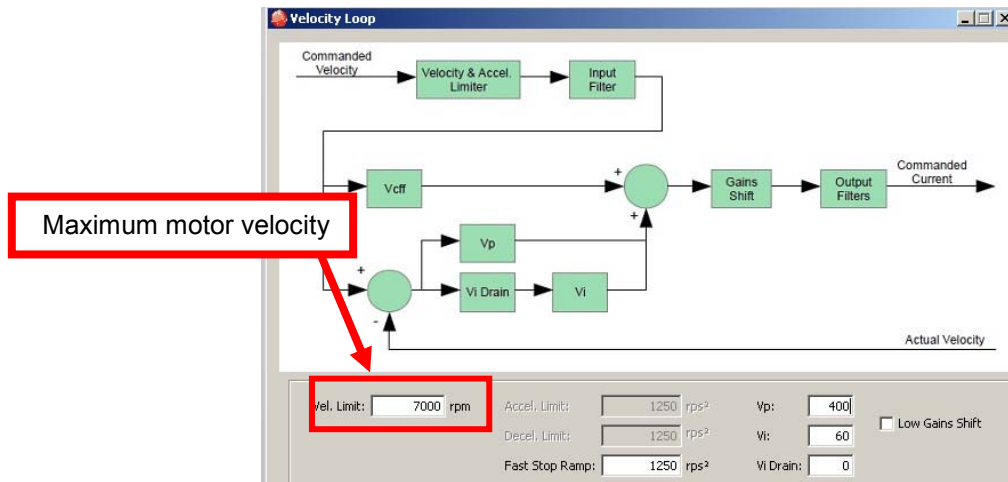 Velocity Loop
Commanded
Velocity
Velocity & Accel.
Limiter
Input
Filter
Vcff
+
+
Gains
Shift
Output
Filters
Commanded
Current
Maximum motor velocity
Vp
+
Vi Drain
Vi
-
Actual Velocity
Vel. Limit: 7000 rpm
Accel. Limit: 1250 rps²
Vp: 400
Low Gains Shift
Decel. Limit: 1250 rps²
Vi: 60
Fast Stop Ramp: 1250 rps²
Vi Drain: 0